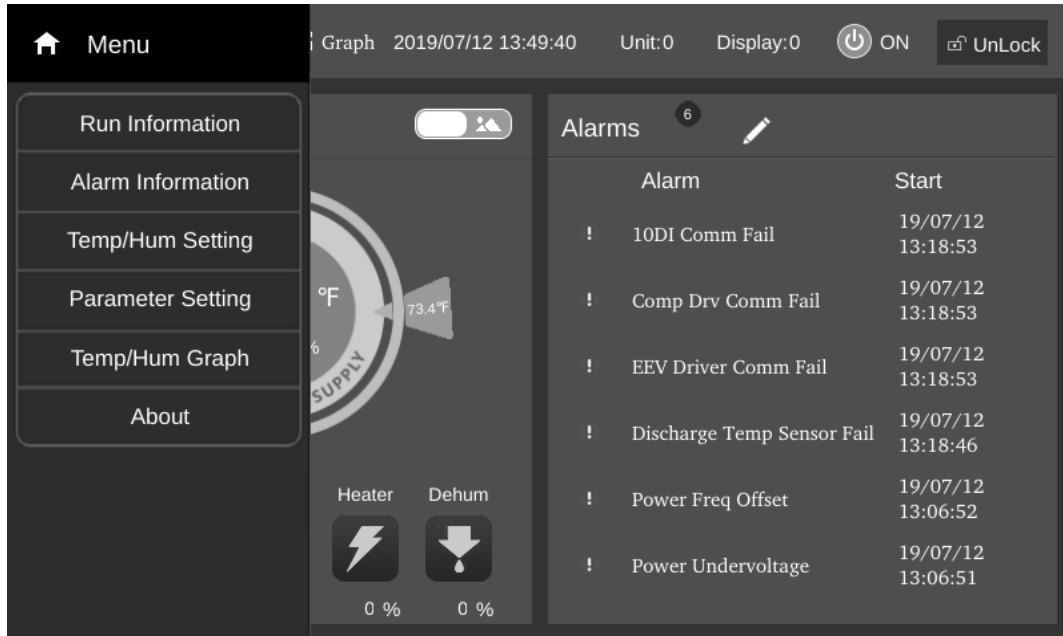 Menu
Graph 2019/07/12 13:49:40 Unit:0 Display:0 ON UnLock
Run Information
Alarm Information
Temp/Hum Setting
Parameter Setting
Temp/Hum Graph
About
°F
73.4°F
%
SUPPLY
Heater Dehum
0 % 0 %
Alarms 6
Alarm Start
10DI Comm Fail 19/07/12
13:18:53
Comp Drv Comm Fail 19/07/12
13:18:53
EEV Driver Comm Fail 19/07/12
13:18:53
Discharge Temp Sensor Fail 19/07/12
13:18:46
Power Freq Offset 19/07/12
13:06:52
Power Undervoltage 19/07/12
13:06:51